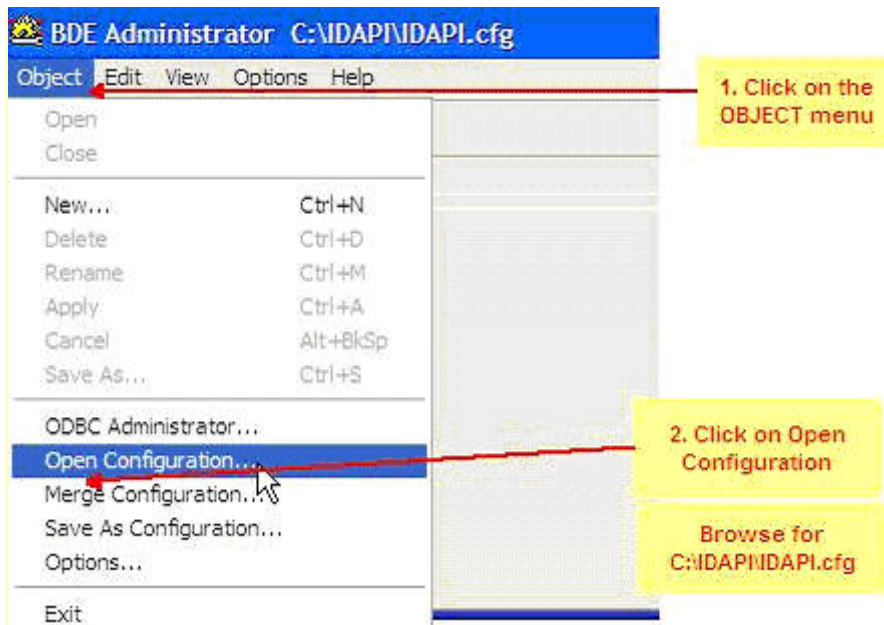 BDE Administrator C:\IDAPI\IDAPI.cfg
Object Edit View Options Help
1. Click on the
OBJECT menu
Open
Close
New... Ctrl+N
Delete Ctrl+D
Rename Ctrl+M
Apply Ctrl+A
Cancel Alt+BkSp
Save As... Ctrl+S
ODBC Administrator...
Open Configuration...
Merge Configuration...
Save As Configuration...
Options...
Exit
2. Click on Open
Configuration
Browse for
C:\IDAPI\IDAPI.cfg